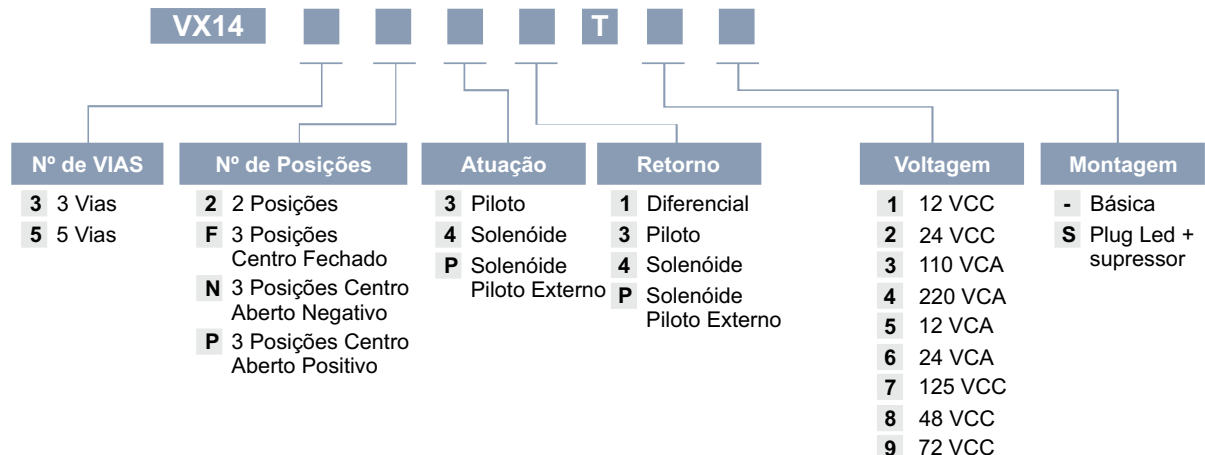 VX14
T
Nº de VIAS
3 3 Vias
5 5 Vias
Nº de Posições
2 2 Posições
F 3 Posições
Centro Fechado
N 3 Posições Centro
Aberto Negativo
P 3 Posições Centro
Aberto Positivo
Atuação
3 Piloto
4 Solenóide
P Solenóide
Piloto Externo
Retorno
1 Diferencial
3 Piloto
4 Solenóide
P Solenóide
Piloto Externo
Voltagem
1 12 VCC
2 24 VCC
3 110 VCA
4 220 VCA
5 12 VCA
6 24 VCA
7 125 VCC
8 48 VCC
9 72 VCC
Montagem
- Básica
S Plug Led +
supressor